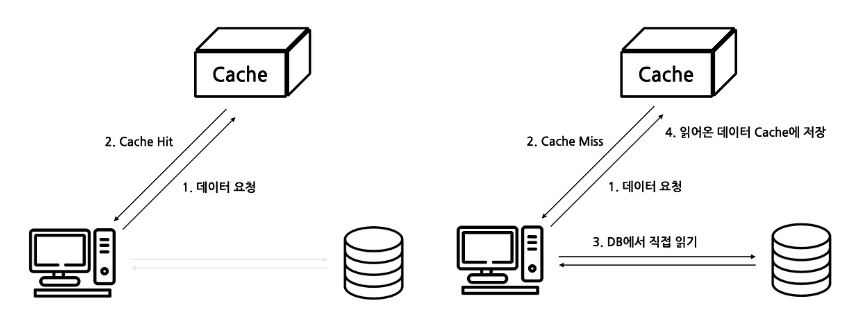 Cache
2. Cache Hit
1. 데이터 요청
Cache
2. Cache Miss
4. 읽어온 데이터 Cache에 저장
1. 데이터 요청
3. DB에서 직접 읽기